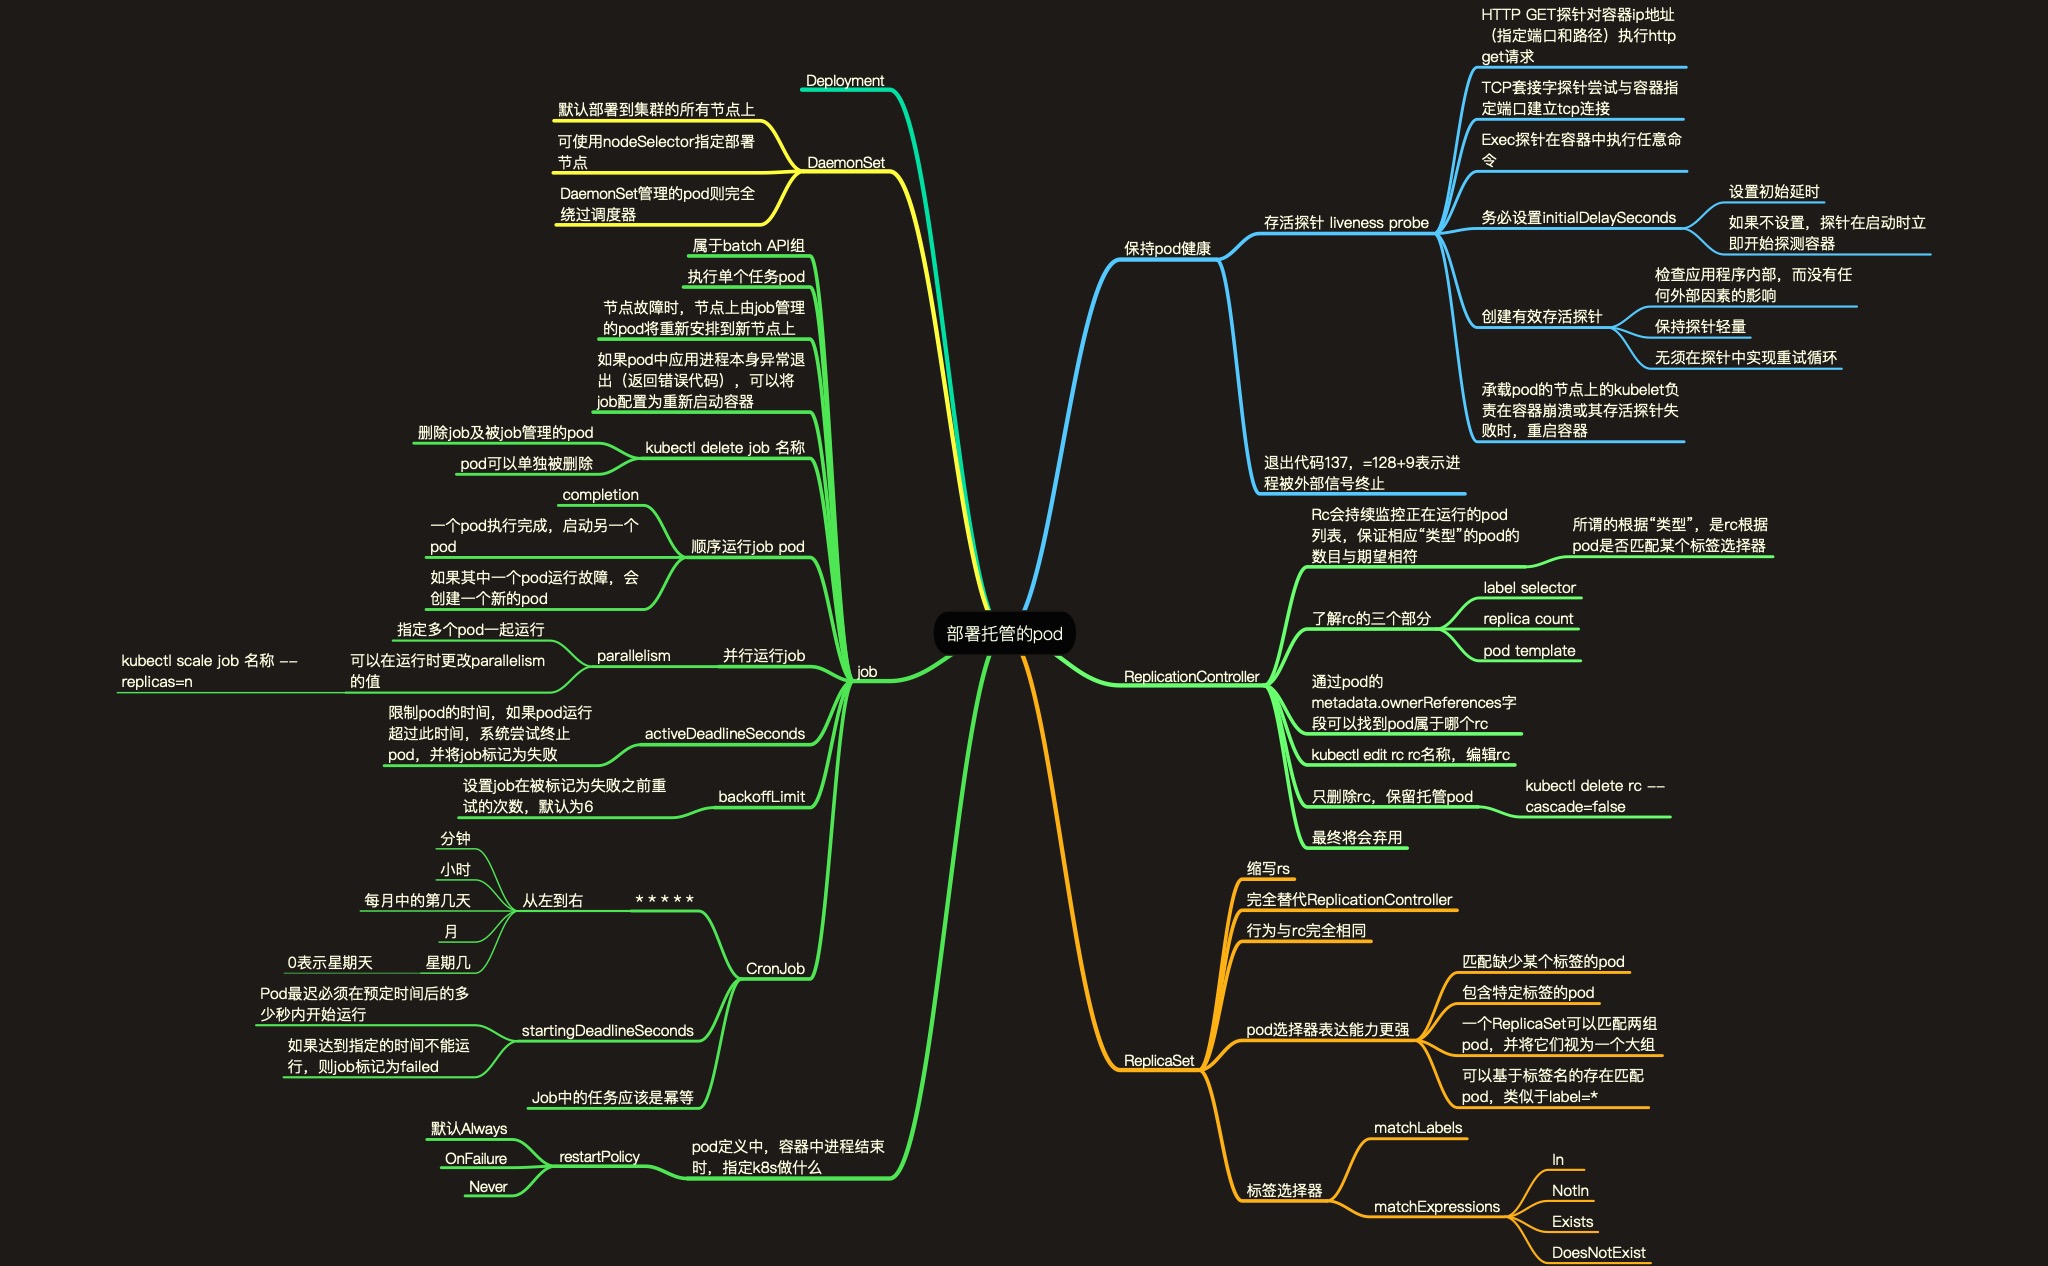 部署托管的pod
保持pod健康
存活探针 liveness probe
HTTP GET探针对容器ip地址
（指定端口和路径）执行http
get请求
TCP套接字探针尝试与容器指
定端口建立tcp连接
Exec探针在容器中执行任意命
令
务必设置initialDelaySeconds
设置初始延时
如果不设置，探针在启动时立
即开始探测容器
创建有效存活探针
检查应用程序内部，而没有任
何外部因素的影响
保持探针轻量
无须在探针中实现重试循环
承载pod的节点上的kubelet负
责在容器崩溃或其存活探针失
败时，重启容器
退出代码137，=128+9表示进
程被外部信号终止
ReplicationController
Rc会持续监控正在运行的pod
列表，保证相应“类型”的pod的
数目与期望相符
所谓的根据“类型”，是rc根据
pod是否匹配某个标签选择器
了解rc的三个部分
label selector
replica count
pod template
通过pod的
metadata.ownerReferences字
段可以找到pod属于哪个rc
kubectl edit rc rc名称，编辑rc
只删除rc，保留托管pod
kubectl delete rc --
cascade=false
最终将会弃用
ReplicaSet
缩写rs
完全替代ReplicationController
行为与rc完全相同
pod选择器表达能力更强
匹配缺少某个标签的pod
包含特定标签的pod
一个ReplicaSet可以匹配两组
pod，并将它们视为一个大组
可以基于标签名的存在匹配
pod，类似于label=*
标签选择器
matchLabels
matchExpressions
In
NotIn
Exists
DoesNotExist
Deployment
DaemonSet
默认部署到集群的所有节点上
可使用nodeSelector指定部署
节点
DaemonSet管理的pod则完全
绕过调度器
job
属于batch API组
执行单个任务pod
节点故障时，节点上由job管理
的pod将重新安排到新节点上
如果pod中应用进程本身异常退
出（返回错误代码），可以将
job配置为重新启动容器
kubectl delete job 名称
删除job及被job管理的pod
pod可以单独被删除
顺序运行job pod
completion
一个pod执行完成，启动另一个
pod
如果其中一个pod运行故障，会
创建一个新的pod
并行运行job
parallelism
指定多个pod一起运行
可以在运行时更改parallelism
的值
kubectl scale job 名称 --
replicas=n
activeDeadlineSeconds
限制pod的时间，如果pod运行
超过此时间，系统尝试终止
pod，并将job标记为失败
backoffLimit
设置job在被标记为失败之前重
试的次数，默认为6
CronJob
* * * * *
从左到右
分钟
小时
每月中的第几天
月
星期几
0表示星期天
startingDeadlineSeconds
Pod最迟必须在预定时间后的多
少秒内开始运行
如果达到指定的时间不能运
行，则job标记为failed
Job中的任务应该是幂等
pod定义中，容器中进程结束
时，指定k8s做什么
restartPolicy
默认Always
OnFailure
Never